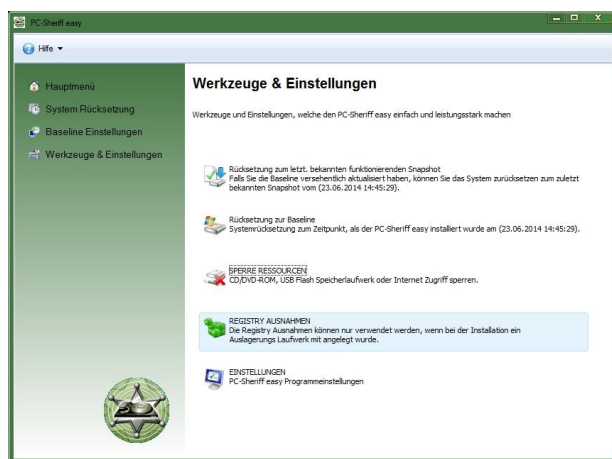 PC-Sheriff easy
Hilfe
Hauptmenü
System Rücksetzung
Baseline Einstellungen
Werkzeuge & Einstellungen
Werkzeuge & Einstellungen
Werkzeuge und Einstellungen, welche den PC-Sheriff easy einfach und leistungsstark machen
Rücksetzung zum letzt. bekannten funktionierenden Snapshot
Falls Sie die Baseline versehentlich aktualisiert haben, können Sie das System zurücksetzen zum zuletzt
bekannten Snapshot vom (23.06.2014 14:45:29).
Rücksetzung zur Baseline
Systemrücksetzung zum Zeitpunkt, als der PC-Sheriff easy installiert wurde am (23.06.2014 14:45:29).
SPERRE RESSOURCEN
CD/DVD-ROM, USB Flash Speicherlaufwerk oder Internet Zugriff sperren.
REGISTRY AUSNAHMEN
Die Registry Ausnahmen können nur verwendet werden, wenn bei der Installation ein
Auslagerungs Laufwerk mit angelegt wurde.
EINSTELLUNGEN
PC-Sheriff easy Programmeinstellungen